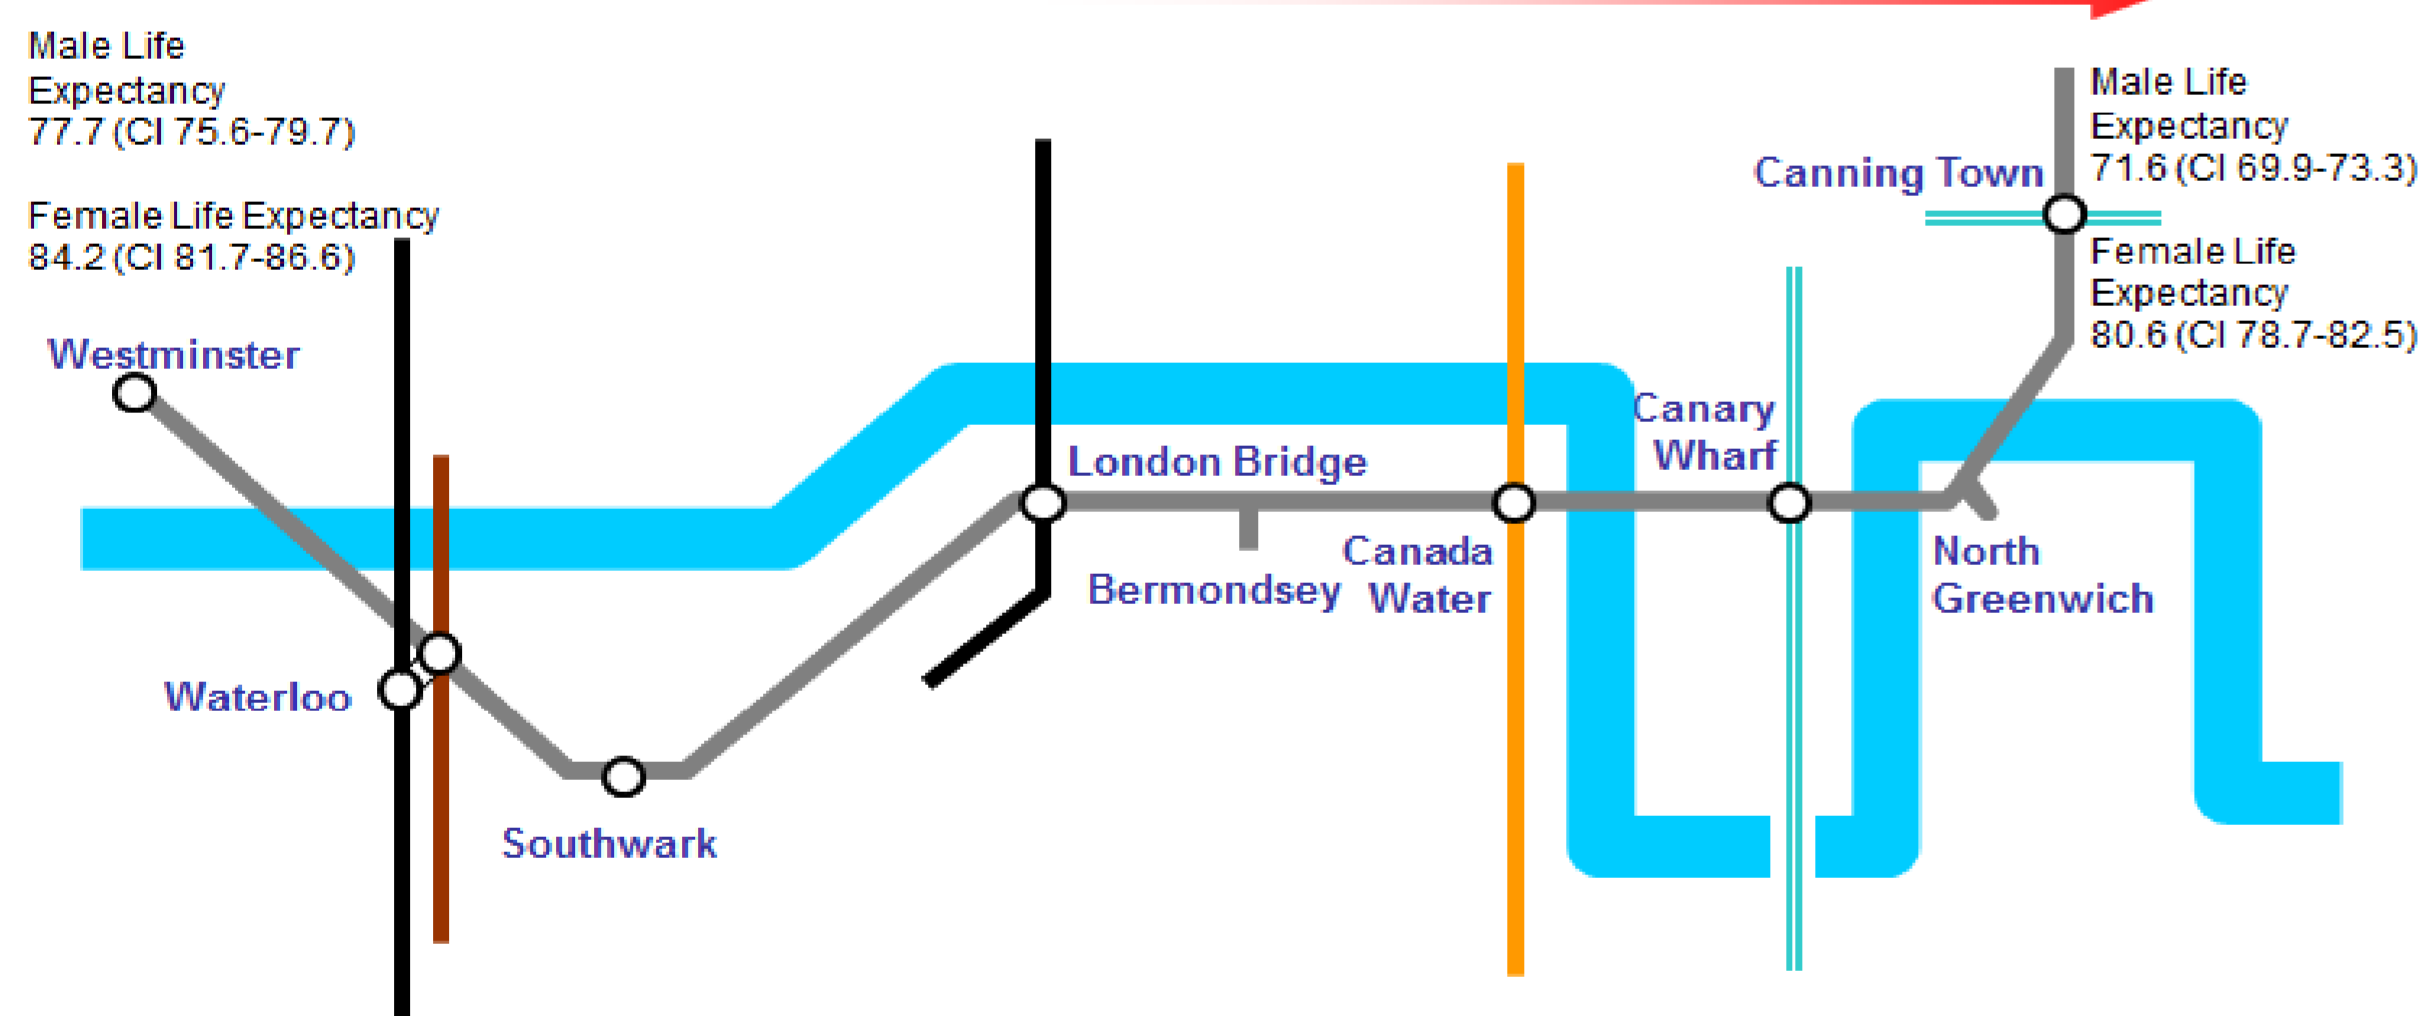 Male Life
Expectancy
77.7 (CI 75.6-79.7)
Female Life Expectancy
84.2 (CI 81.7-86.6)
Westminster
Waterloo
Southwark
London Bridge
Bermondsey
Canada
Water
Canary
Wharf
North
Greenwich
Canning Town
Male Life
Expectancy
71.6 (CI 69.9-73.3)
Female Life
Expectancy
80.6 (CI 78.7-82.5)